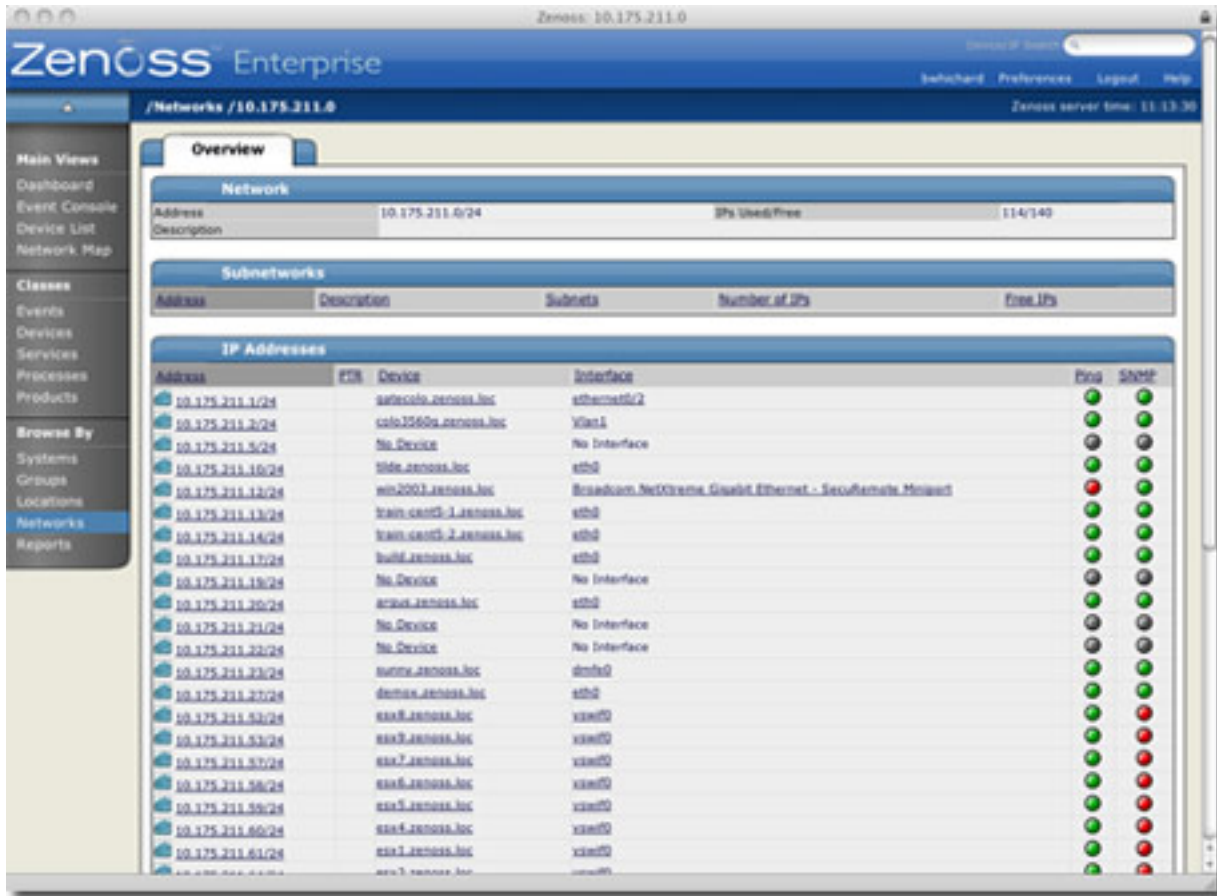 Zenoss: 10.175.211.0
Zenoss Enterprise
Device/IP Search
bwhichard Preferences Logout Help
/Networks /10.175.211.0 Zenoss server time: 11:13:30
Main Views
Dashboard
Event Console
Device List
Network Map
Classes
Events
Devices
Services
Processes
Products
Browse By
Systems
Groups
Locations
Networks
Reports
Overview
Network
Address 10.175.211.0/24 IPs Used/Free 114/140
Description
Subnetworks
Address Description Subnets Number of IPs Free IPs
IP Addresses
Address PTR Device Interface Ping SNMP
10.175.211.1/24 gatecolo.zenoss.loc ethernet0/2
10.175.211.2/24 colo3560g.zenoss.loc Vlan1
10.175.211.5/24 No Device No Interface
10.175.211.10/24 tilde.zenoss.loc eth0
10.175.211.12/24 win2003.zenoss.loc Broadcom NetXtreme Gigabit Ethernet - SecuRemote Miniport
10.175.211.13/24 train-cent5-1.zenoss.loc eth0
10.175.211.14/24 train-cent5-2.zenoss.loc eth0
10.175.211.17/24 build.zenoss.loc eth0
10.175.211.19/24 No Device No Interface
10.175.211.20/24 argus.zenoss.loc eth0
10.175.211.21/24 No Device No Interface
10.175.211.22/24 No Device No Interface
10.175.211.23/24 sunny.zenoss.loc dmfe0
10.175.211.27/24 demox.zenoss.loc eth0
10.175.211.52/24 esx8.zenoss.loc vswif0
10.175.211.53/24 esx9.zenoss.loc vswif0
10.175.211.57/24 esx7.zenoss.loc vswif0
10.175.211.58/24 esx6.zenoss.loc vswif0
10.175.211.59/24 esx5.zenoss.loc vswif0
10.175.211.60/24 esx4.zenoss.loc vswif0
10.175.211.61/24 esx1.zenoss.loc vswif0